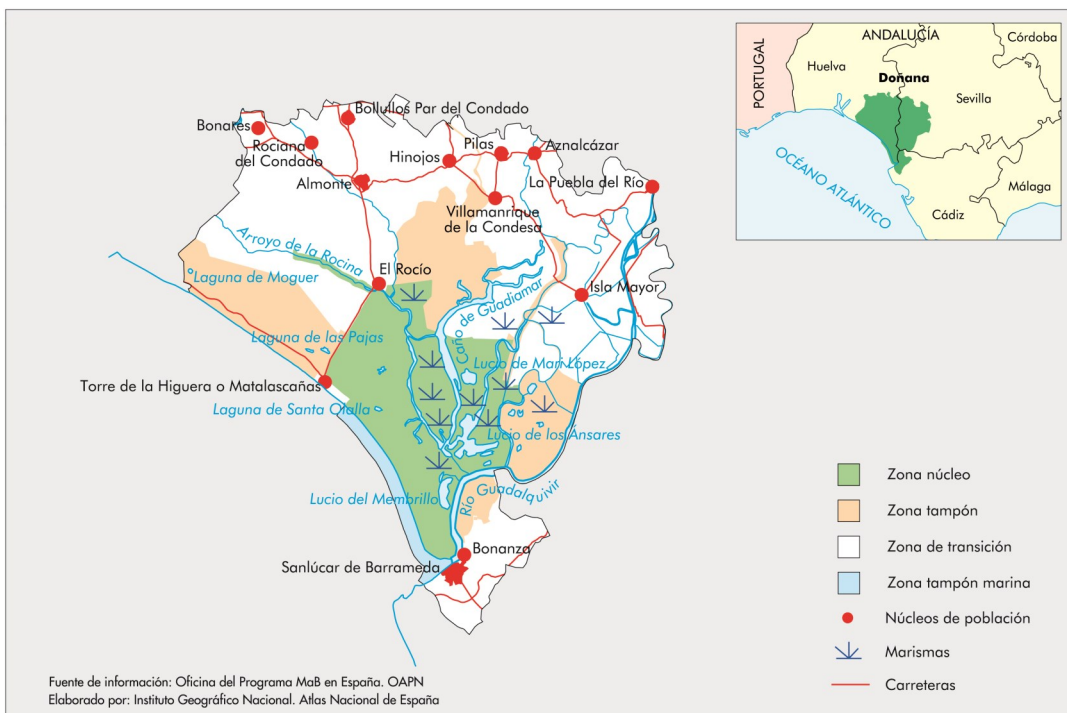 Bollullos Par del Condado
Bonares
Rociana
del Condado
Pilas
Aznalcázar
Hinojos
Almonte
La Puebla del Río
Villamanrique
de la Condesa
Arroyo de la Rocina
El Rocío
Laguna de Moguer
Isla Mayor
Caño de Guadiamar
Laguna de las Pajas
Lucio de Mari López
Torre de la Higuera o Matalascañas
Laguna de Santa Olalla
Lucio de los Ánsares
Lucio del Membrillo
Río Guadalquivir
Bonanza
Sanlúcar de Barrameda
PORTUGAL
ANDALUCÍA
Córdoba
Huelva
Doñana
Sevilla
OCÉANO ATLÁNTICO
Málaga
Cádiz
Zona núcleo
Zona tampón
Zona de transición
Zona tampón marina
Núcleos de población
Marismas
Carreteras
Fuente de información: Oficina del Programa MaB en España. OAPN
Elaborado por: Instituto Geográfico Nacional. Atlas Nacional de España